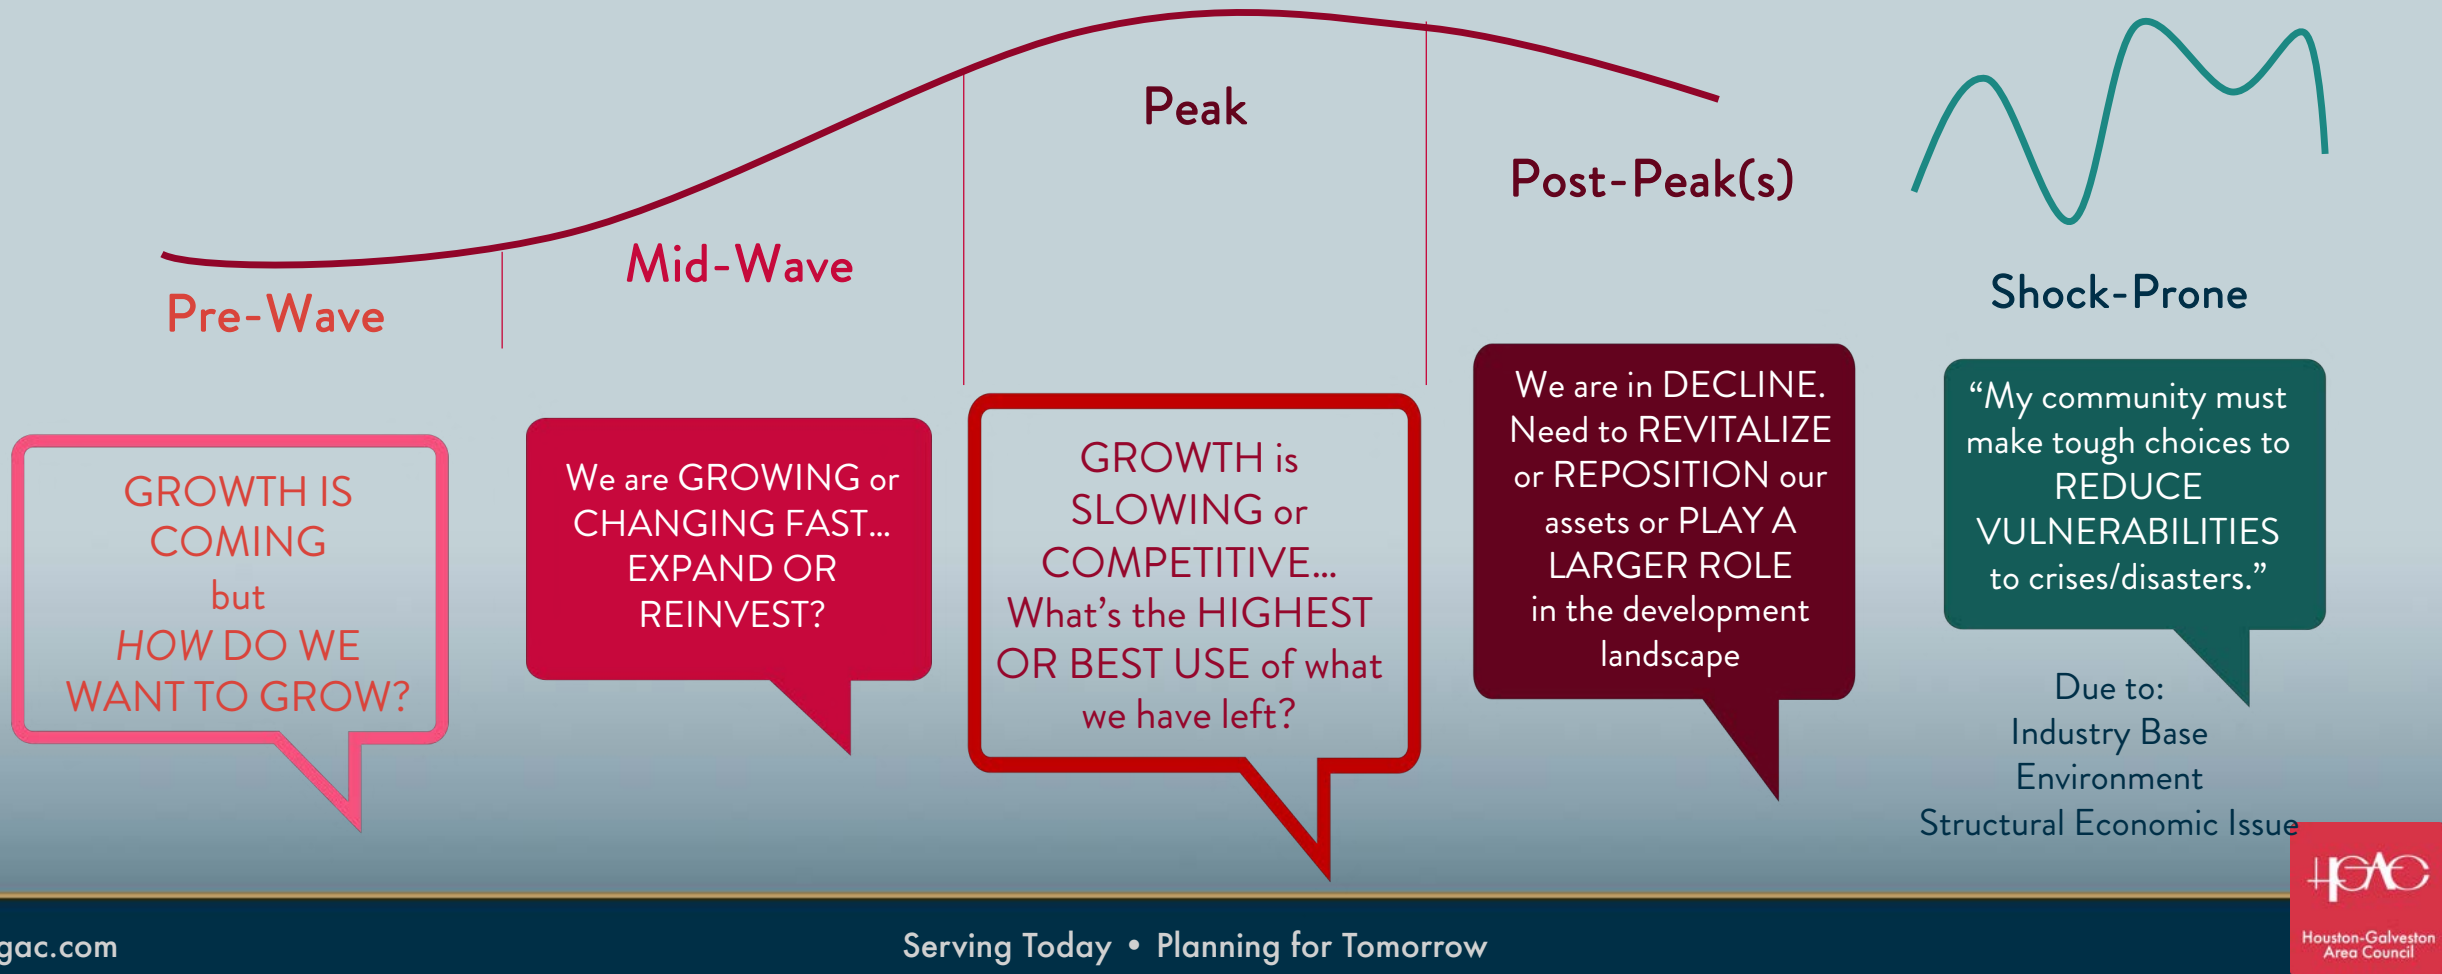 Peak
Post-Peak(s)
Mid-Wave
Pre-Wave
Shock-Prone
GROWTH IS
COMING
but
HOW DO WE
WANT TO GROW?
We are GROWING or
CHANGING FAST...
EXPAND OR
REINVEST?
GROWTH is
SLOWING or
COMPETITIVE...
What's the HIGHEST
OR BEST USE of what
we have left?
We are in DECLINE.
Need to REVITALIZE
or REPOSITION our
assets or PLAY A
LARGER ROLE
in the development
landscape
“My community must
make tough choices to
REDUCE
VULNERABILITIES
to crises/disasters.”
Due to:
Industry Base
Environment
Structural Economic Issue
gac.com
Serving Today • Planning for Tomorrow
HGAC
Houston-Galveston
Area Council